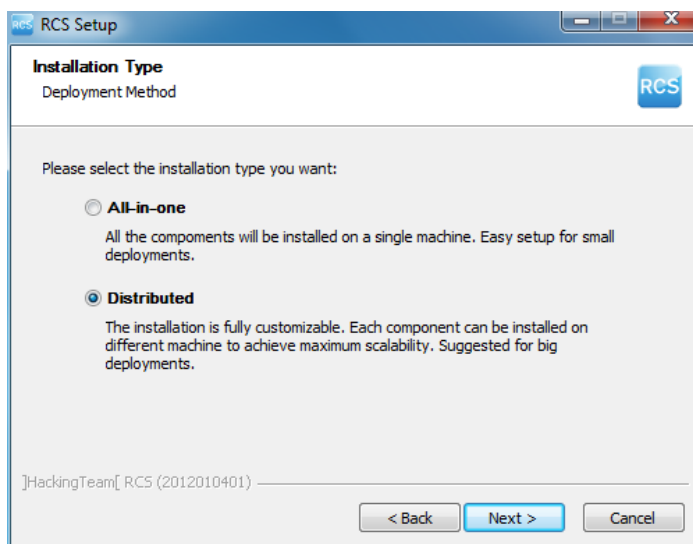 RCS RCS Setup
Installation Type
Deployment Method
RCS
Please select the installation type you want:
All-in-one
All the compoments will be installed on a single machine. Easy setup for small
deployments.
Distributed
The installation is fully customizable. Each component can be installed on
different machine to achieve maximum scalability. Suggested for big
deployments.
]HackingTeam[ RCS (2012010401)
< Back Next > Cancel